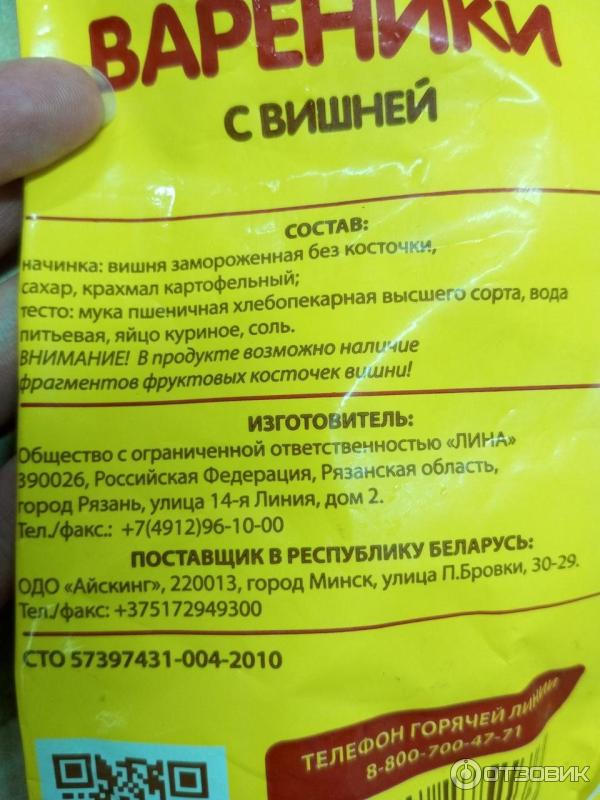 ВАРЕНИКИ
С ВИШНЕЙ
СОСТАВ:
начинка: вишня замороженная без косточки,
сахар, крахмал картофельный;
тесто: мука пшеничная хлебопекарная высшего сорта, вода
питьевая, яйцо куриное, соль.
ВНИМАНИЕ! В продукте возможно наличие
фрагментов фруктовых косточек вишни!
ИЗГОТОВИТЕЛЬ:
Общество с ограниченной ответственностью «ЛИНА»
390026, Российская Федерация, Рязанская область,
город Рязань, улица 14-я Линия, дом 2.
Тел./факс.: +7(4912)96-10-00
ПОСТАВЩИК В РЕСПУБЛИКУ БЕЛАРУСЬ:
ОДО «Айскинг», 220013, город Минск, улица П.Бровки, 30-29.
Тел./факс: +375172949300
СТО 57397431-004-2010
ТЕЛЕФОН ГОРЯЧЕЙ ЛИНИИ
8-800-700-47-71
ОТЗОВИК